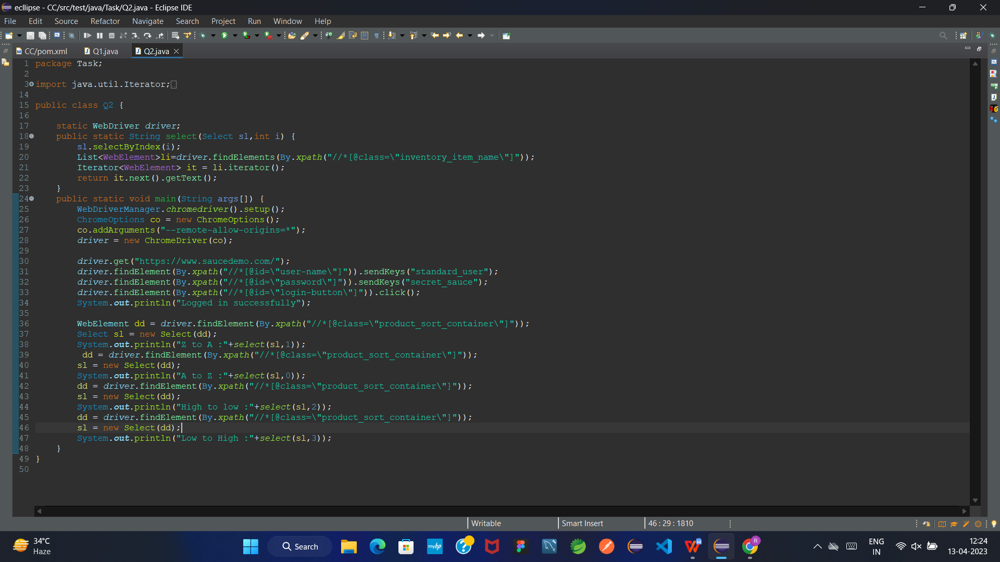 ecllipse - CC/src/test/java/Task/Q2.java - Eclipse IDE
File Edit Source Refactor Navigate Search Project Run Window Help
CC/pom.xml Q1.java Q2.java
1 package Task;
2
3 import java.util.Iterator;
14
15 public class Q2 {
16
17 static WebDriver driver;
18 public static String select(Select sl,int i) {
19 sl.selectByIndex(i);
20 List<WebElement>li=driver.findElements(By.xpath("//*[@class=\"inventory_item_name\"]"));
21 Iterator<WebElement> it = li.iterator();
22 return it.next().getText();
23 }
24 public static void main(String args[]) {
25 WebDriverManager.chromedriver().setup();
26 ChromeOptions co = new ChromeOptions();
27 co.addArguments("--remote-allow-origins=*");
28 driver = new ChromeDriver(co);
29
30 driver.get("https://www.saucedemo.com/");
31 driver.findElement(By.xpath("//*[@id=\"user-name\"]")).sendKeys("standard_user");
32 driver.findElement(By.xpath("//*[@id=\"password\"]")).sendKeys("secret_sauce");
33 driver.findElement(By.xpath("//*[@id=\"login-button\"]")).click();
34 System.out.println("Logged in successfully");
35
36 WebElement dd = driver.findElement(By.xpath("//*[@class=\"product_sort_container\"]"));
37 Select sl = new Select(dd);
38 System.out.println("Z to A :"+select(sl,1));
39 dd = driver.findElement(By.xpath("//*[@class=\"product_sort_container\"]"));
40 sl = new Select(dd);
41 System.out.println("A to Z :"+select(sl,0));
42 dd = driver.findElement(By.xpath("//*[@class=\"product_sort_container\"]"));
43 sl = new Select(dd);
44 System.out.println("High to low :"+select(sl,2));
45 dd = driver.findElement(By.xpath("//*[@class=\"product_sort_container\"]"));
46 sl = new Select(dd);
47 System.out.println("Low to High :"+select(sl,3));
48 }
49 }
50
Writable Smart Insert 46 : 29 : 1810
34°C
Haze
Search
myhp
R
ENG
IN
12:24
13-04-2023